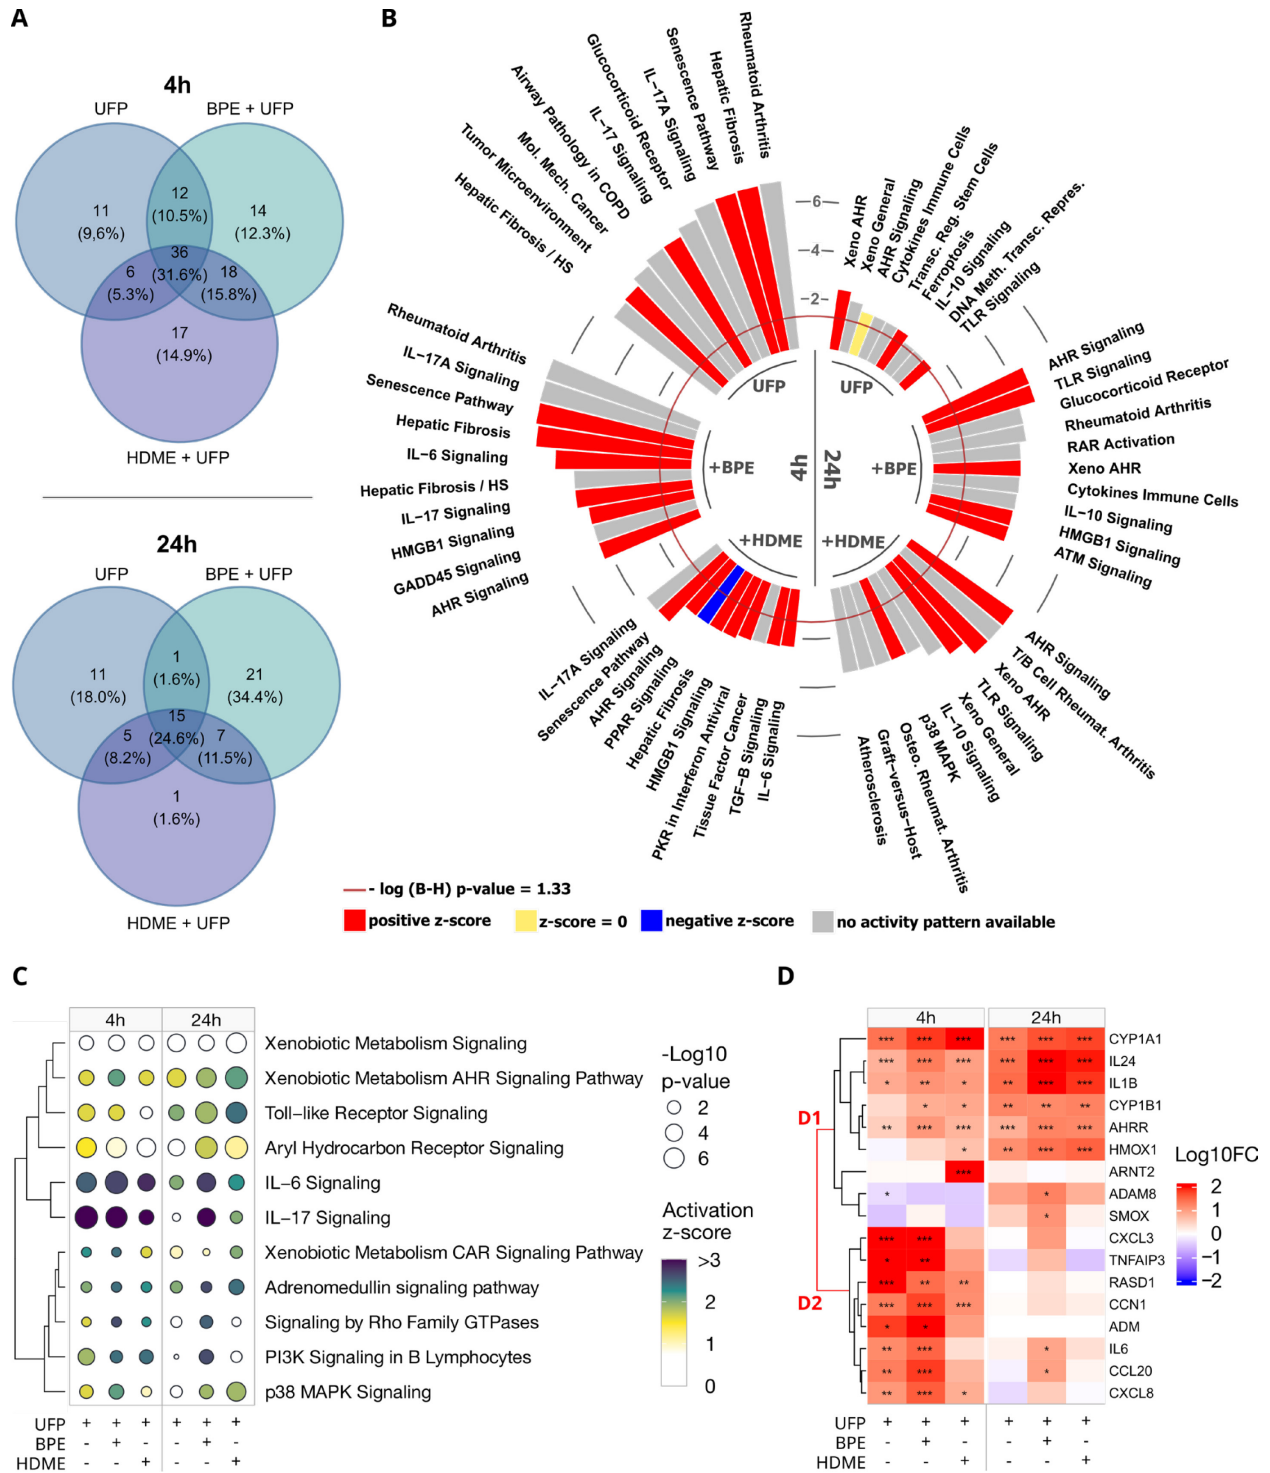 A
4h
UFP
BPE + UFP
11
(9,6%)
12
(10.5%)
14
(12.3%)
36
(31.6%)
6
(5.3%)
18
(15.8%)
17
(14.9%)
HDME + UFP
24h
UFP
BPE + UFP
11
(18.0%)
1
(1.6%)
21
(34.4%)
15
(24.6%)
5
(8.2%)
7
(11.5%)
1
(1.6%)
HDME + UFP
B
Hepatic Fibrosis / HS
Tumor Microenvironment
Mol. Mech. Cancer
Airway Pathology in COPD
IL−17 Signaling
Glucocorticoid Receptor
IL−17A Signaling
Senescence Pathway
Hepatic Fibrosis
Rheumatoid Arthritis
6
4
2
Xeno AHR
Xeno General
AHR Signaling
Cytokines Immune Cells
Transc. Reg. Stem Cells
Ferroptosis
IL−10 Signaling
DNA Meth. Transc. Repres.
TLR Signaling
AHR Signaling
TLR Signaling
Glucocorticoid Receptor
Rheumatoid Arthritis
RAR Activation
Xeno AHR
Cytokines Immune Cells
IL−10 Signaling
HMGB1 Signaling
ATM Signaling
AHR Signaling
T/B Cell Rheumat. Arthritis
Xeno AHR
TLR Signaling
Xeno General
IL−10 Signaling
p38 MAPK
Osteo. Rheumat. Arthritis
Graft−versus−Host
Atherosclerosis
IL−6 Signaling
TGF−B Signaling
Tissue Factor Cancer
PKR in Interferon Antiviral
HMGB1 Signaling
Hepatic Fibrosis
PPAR Signaling
AHR Signaling
Senescence Pathway
IL−17A Signaling
Rheumatoid Arthritis
IL−17A Signaling
Senescence Pathway
Hepatic Fibrosis
IL−6 Signaling
Hepatic Fibrosis / HS
IL−17 Signaling
HMGB1 Signaling
GADD45 Signaling
AHR Signaling
UFP
UFP
+BPE
4h
24h
+BPE
+HDME
+HDME
- log (B-H) p-value = 1.33
positive z-score
z-score = 0
negative z-score
no activity pattern available
C
4h
24h
Xenobiotic Metabolism Signaling
Xenobiotic Metabolism AHR Signaling Pathway
Toll−like Receptor Signaling
Aryl Hydrocarbon Receptor Signaling
IL−6 Signaling
IL−17 Signaling
Xenobiotic Metabolism CAR Signaling Pathway
Adrenomedullin signaling pathway
Signaling by Rho Family GTPases
PI3K Signaling in B Lymphocytes
p38 MAPK Signaling
UFP + + + + + +
BPE - + - - + -
HDME - - + - - +
-Log10
p-value
2
4
6
Activation
z-score
>3
2
1
0
D
4h
24h
D1
D2
*** *** *** *** *** *** CYP1A1
*** *** *** *** *** *** IL24
* ** * ** *** *** IL1B
* * ** ** ** CYP1B1
** *** *** *** *** *** AHRR
* ** *** *** HMOX1
*** ARNT2
* * ADAM8
* SMOX
*** *** CXCL3
* ** TNFAIP3
*** ** ** RASD1
*** *** *** CCN1
* * ADM
** *** * IL6
** *** * CCL20
** *** * CXCL8
UFP + + + + + +
BPE - + - - + -
HDME - - + - - +
Log10FC
2
1
0
−1
−2